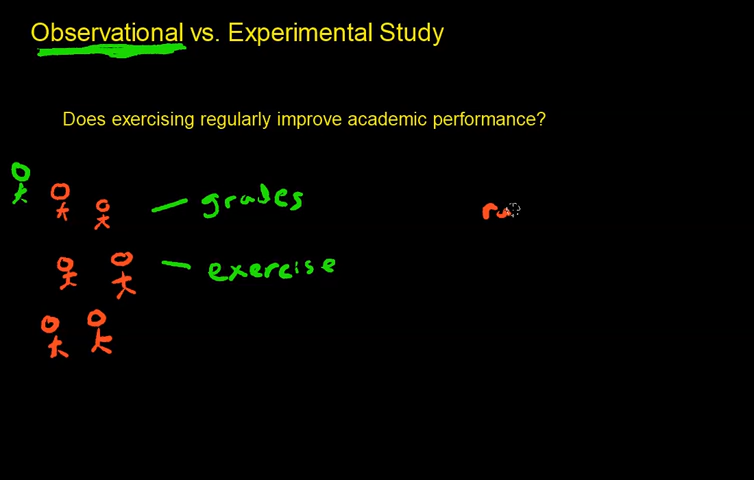 Observational vs. Experimental Study
Does exercising regularly improve academic performance?
grades
exercise